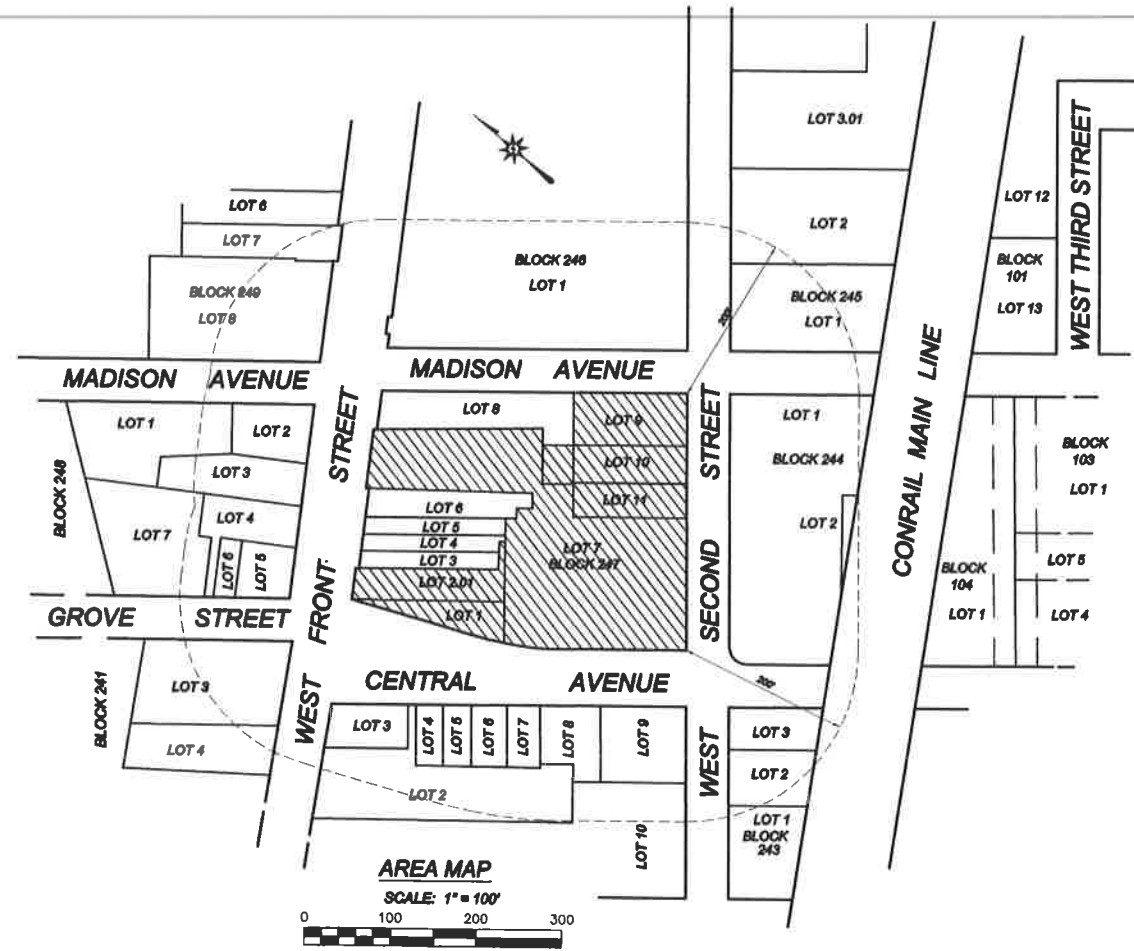 LOT 3.01
LOT 12
WEST THIRD STREET
LOT 6
LOT 7
LOT 2
BLOCK 246
LOT 1
BLOCK
101
LOT 13
BLOCK 249
LOT 8
BLOCK 245
LOT 1
200'
MADISON AVENUE
MADISON AVENUE
CONRAIL MAIN LINE
LOT 1
LOT 2
LOT 3
LOT 4
LOT 7
LOT 6
LOT 5
BLOCK 248
WEST FRONT STREET
LOT 8
LOT 9
LOT 10
LOT 11
LOT 6
LOT 5
LOT 4
LOT 3
LOT 2.01
LOT 1
LOT 7
BLOCK 247
WEST SECOND STREET
LOT 1
BLOCK 244
LOT 2
BLOCK
103
LOT 1
LOT 5
LOT 4
BLOCK
104
LOT 1
GROVE STREET
CENTRAL AVENUE
200'
BLOCK 241
LOT 3
LOT 4
LOT 3
LOT 4
LOT 5
LOT 6
LOT 7
LOT 8
LOT 9
LOT 2
LOT 10
LOT 3
LOT 2
LOT 1
BLOCK
243
AREA MAP
SCALE: 1" = 100'
0 100 200 300